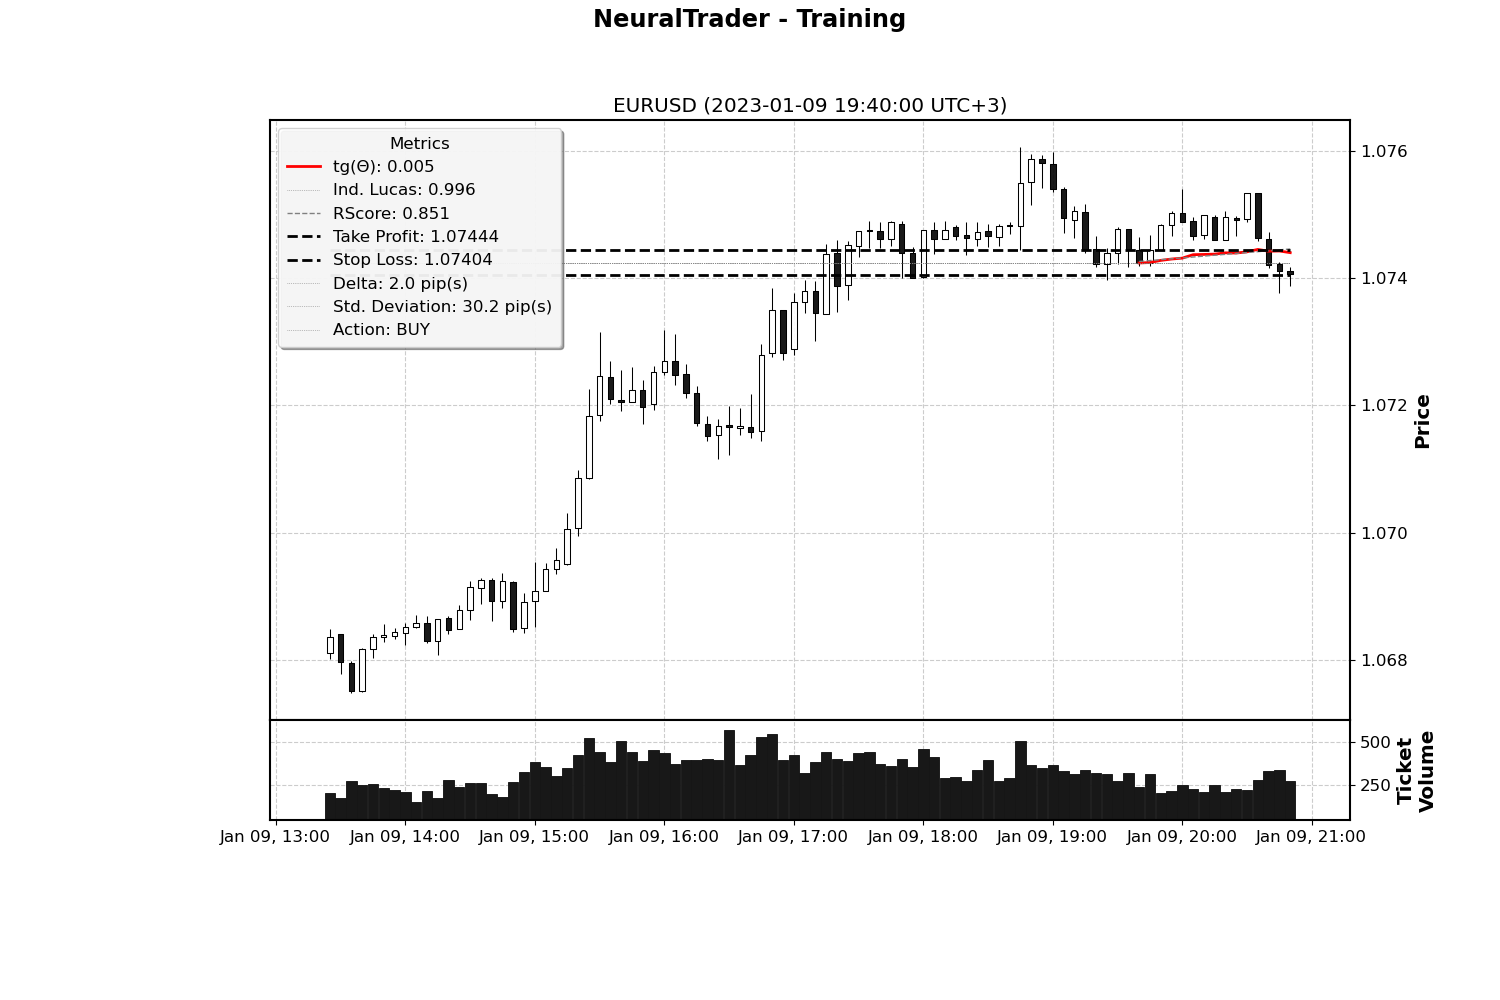 NeuralTrader - Training
EURUSD (2023-01-09 19:40:00 UTC+3)
Metrics
tg(Θ): 0.005
Ind. Lucas: 0.996
RScore: 0.851
Take Profit: 1.07444
Stop Loss: 1.07404
Delta: 2.0 pip(s)
Std. Deviation: 30.2 pip(s)
Action: BUY
1.076
1.074
1.072
1.070
1.068
Price
500
250
Ticket
Volume
Jan 09, 13:00
Jan 09, 14:00
Jan 09, 15:00
Jan 09, 16:00
Jan 09, 17:00
Jan 09, 18:00
Jan 09, 19:00
Jan 09, 20:00
Jan 09, 21:00